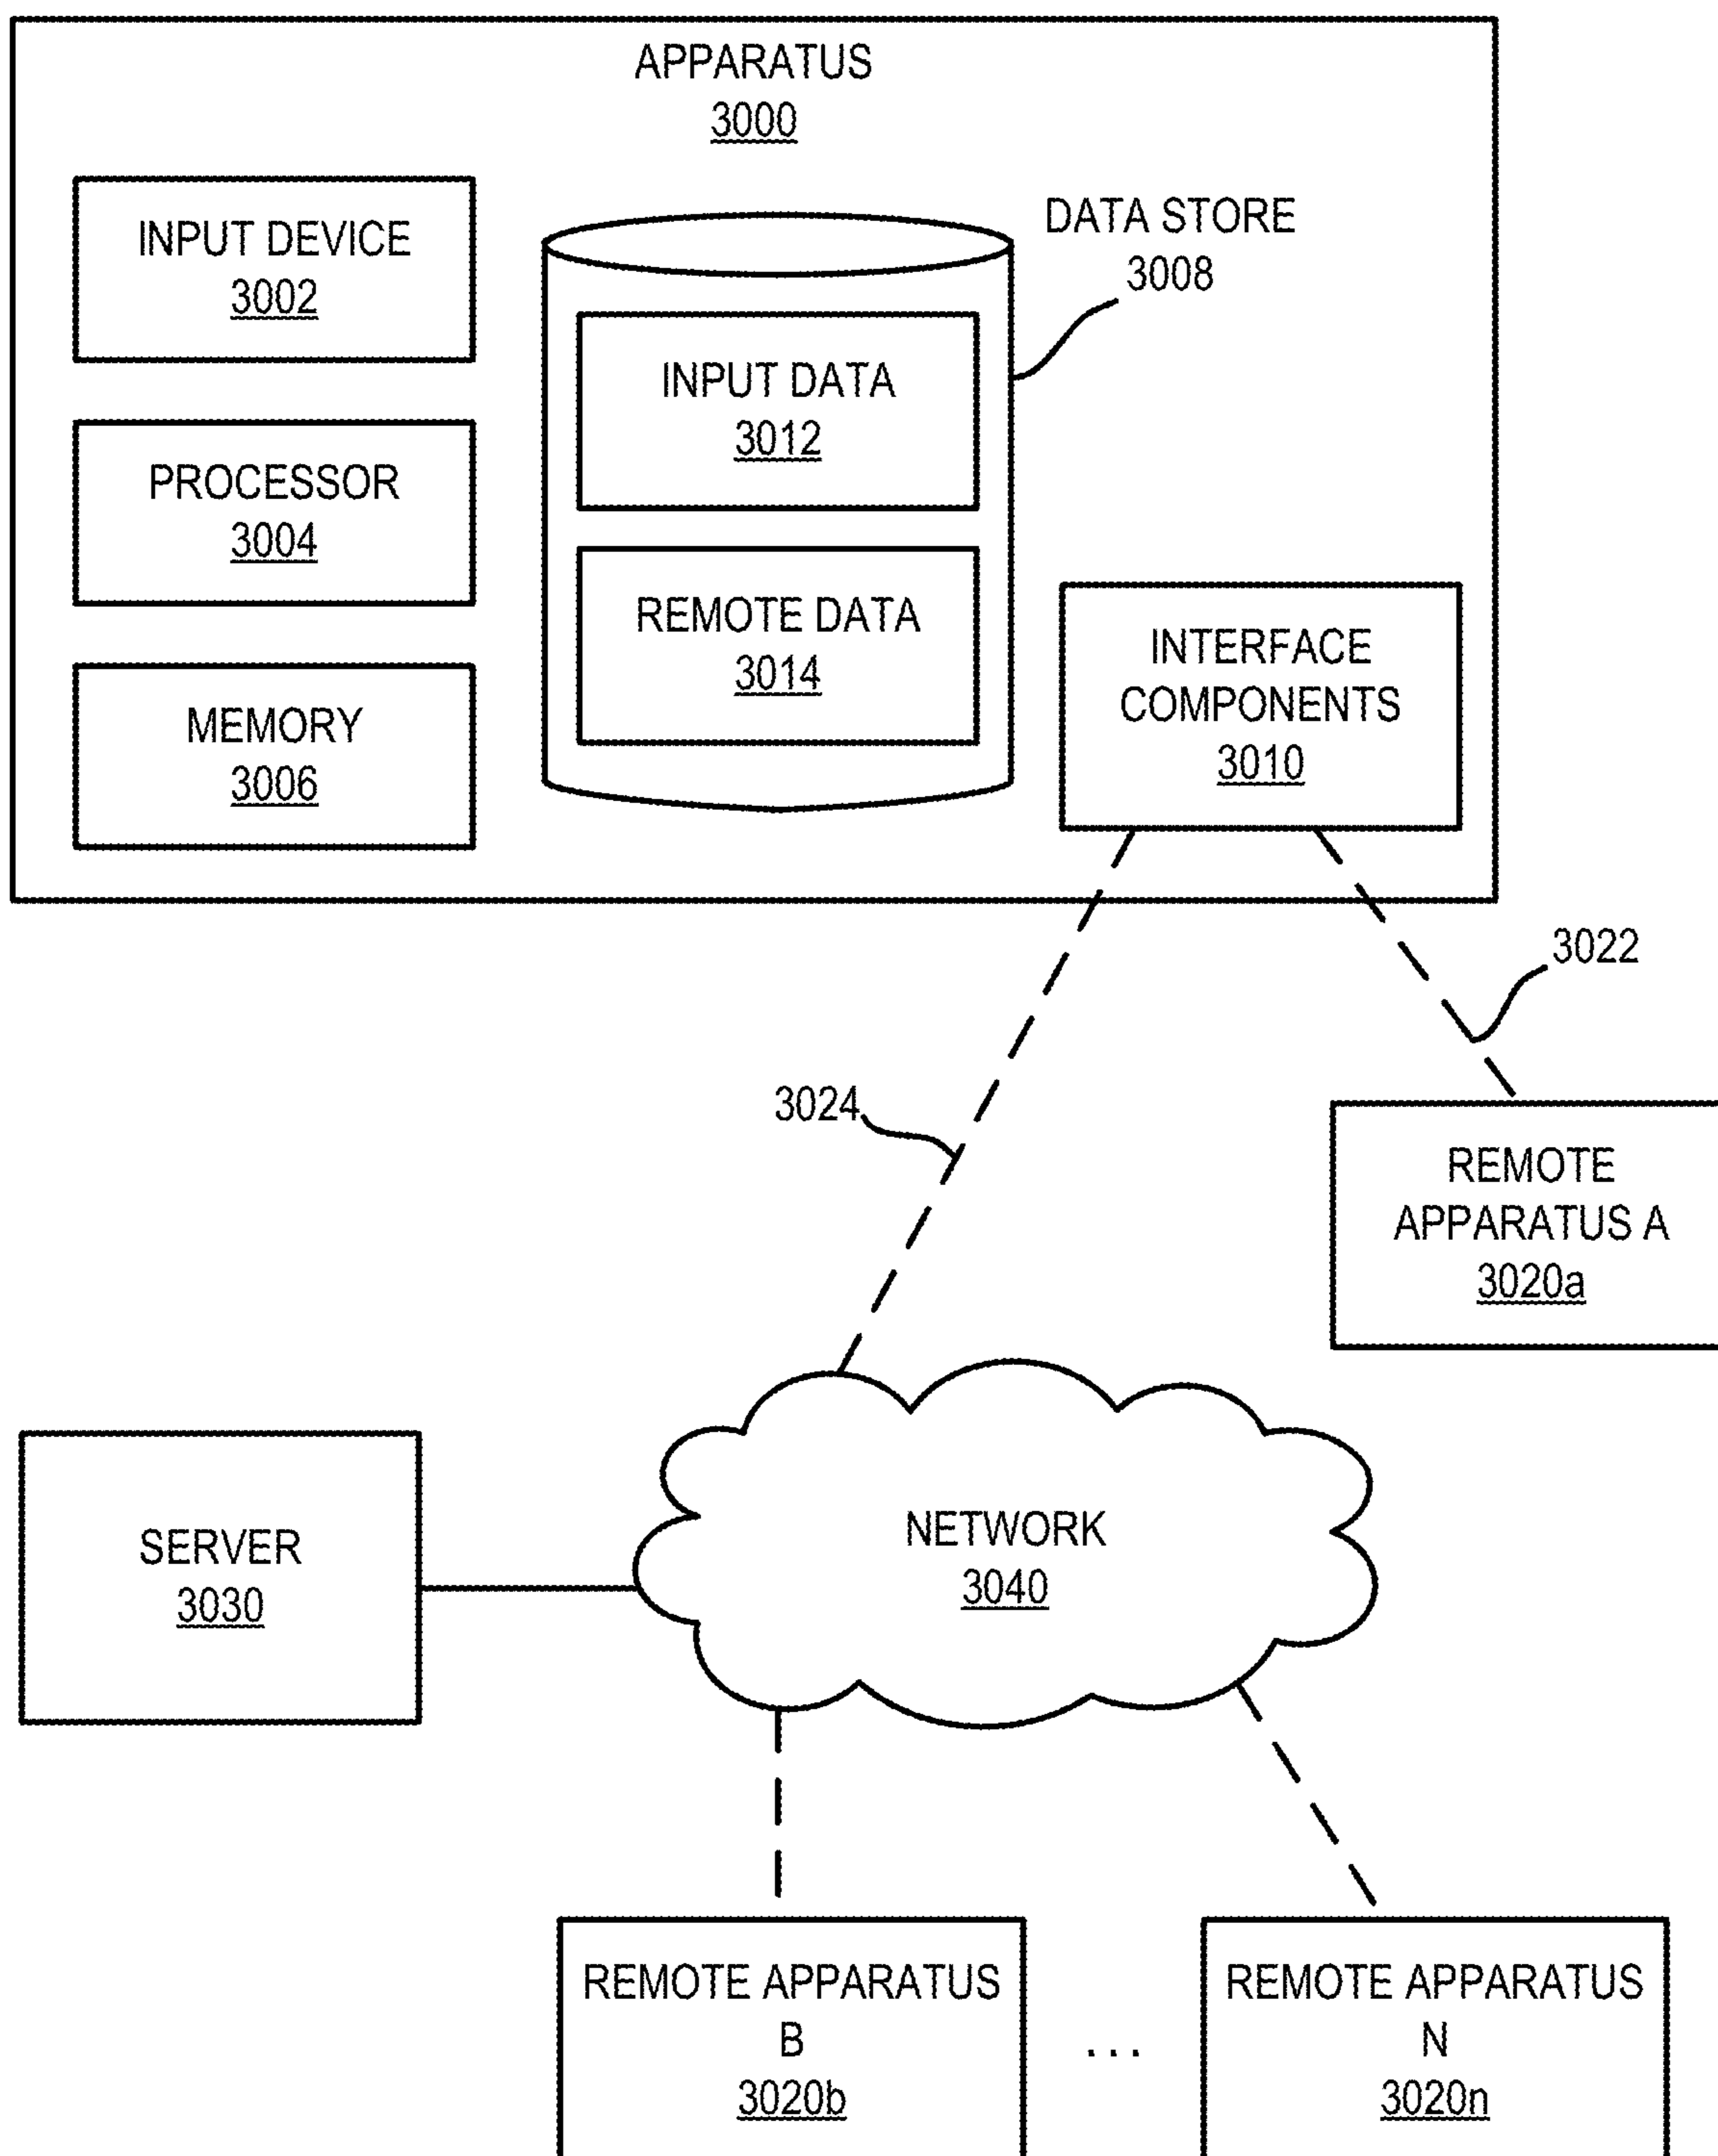 APPARATUS
3000
INPUT DEVICE
3002
DATA STORE
3008
INPUT DATA
3012
PROCESSOR
3004
REMOTE DATA
3014
INTERFACE
COMPONENTS
3010
MEMORY
3006
3022
3024
REMOTE
APPARATUS A
3020a
SERVER
3030
NETWORK
3040
REMOTE APPARATUS
B
3020b
...
REMOTE APPARATUS
N
3020n